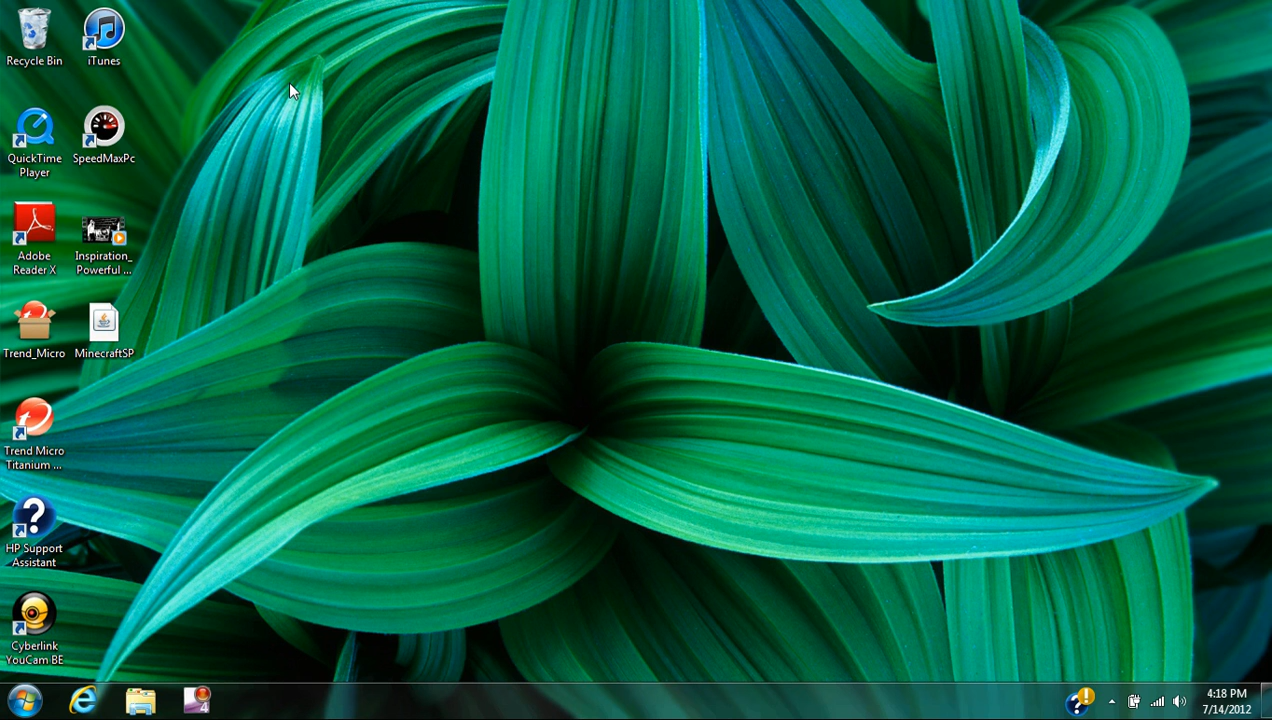 Recycle Bin
iTunes
QuickTime
Player
SpeedMaxPc
Adobe
Reader X
Inspiration_
Powerful ...
Trend_Micro
MinecraftSP
Trend Micro
Titanium ...
HP Support
Assistant
Cyberlink
YouCam BE
4
4:18 PM
7/14/2012